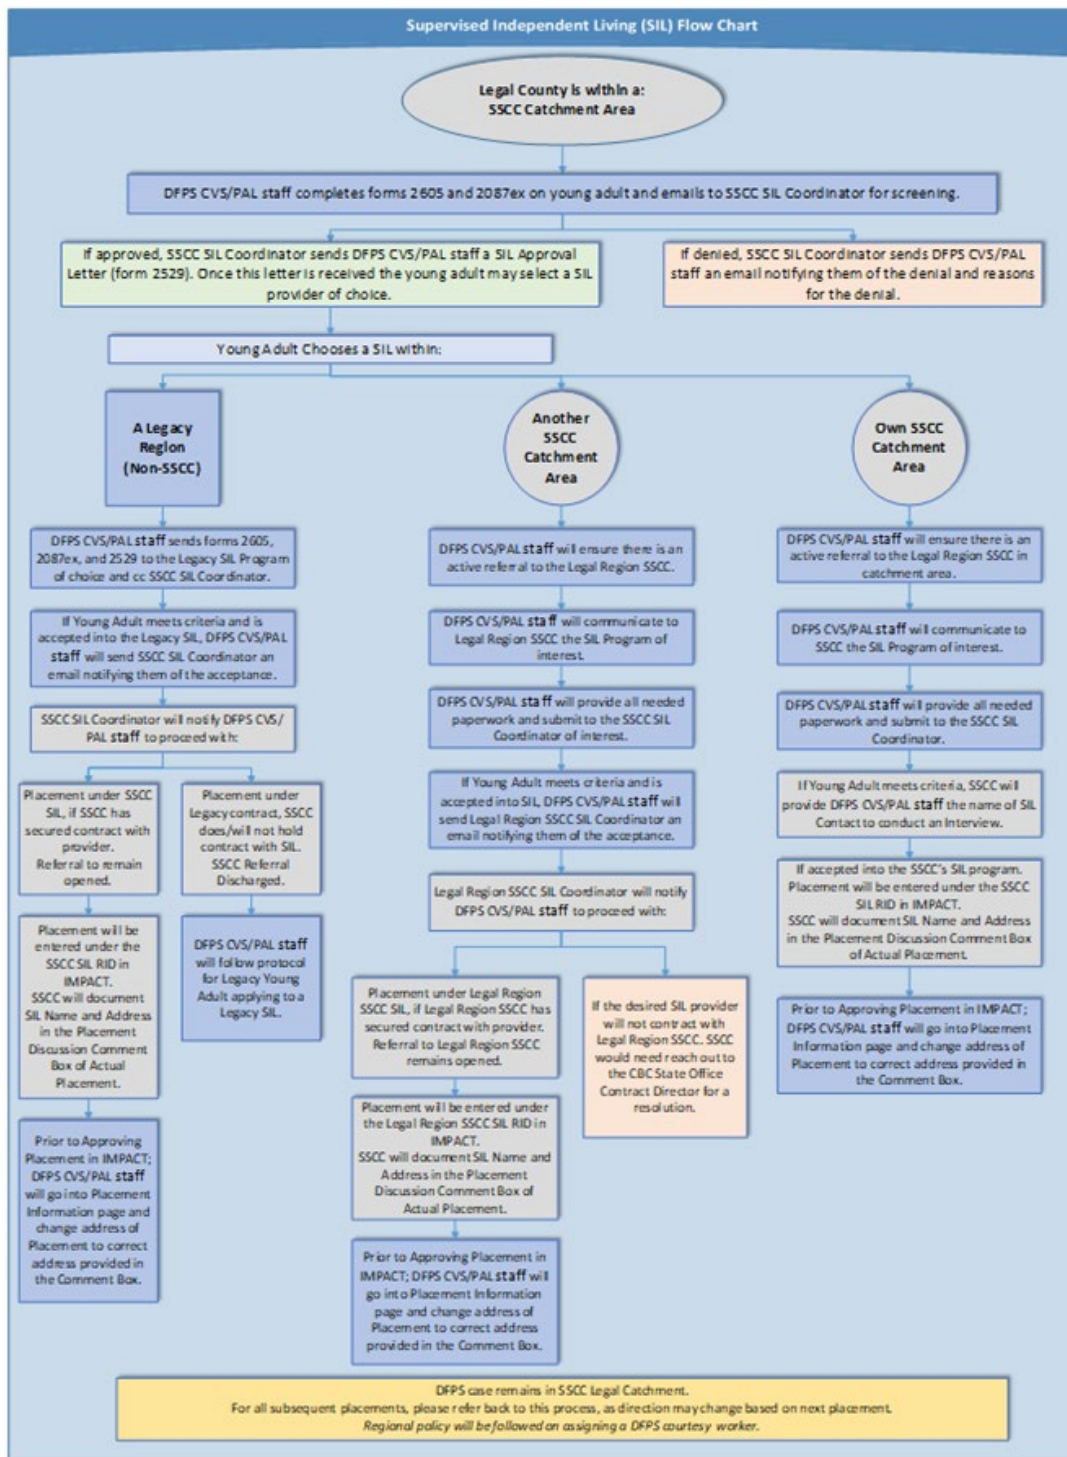 Supervised Independent Living (SIL) Flow Chart
Legal County is within a:
SSCC Catchment Area
DFPS CVS/PAL staff completes forms 2605 and 2087ex on young adult and emails to SSCC SIL Coordinator for screening.
If approved, SSCC SIL Coordinator sends DFPS CVS/PAL staff a SIL Approval
Letter (form 2529). Once this letter is received the young adult may select a SIL
provider of choice.
If denied, SSCC SIL Coordinator sends DFPS CVS/PAL
staff an email notifying them of the denial and reasons
for the denial.
Young Adult Chooses a SIL within:
A Legacy
Region
(Non-SSCC)
DFPS CVS/PAL staff sends forms 2605,
2087ex, and 2529 to the Legacy SIL Program
of choice and cc SSCC SIL Coordinator.
If Young Adult meets criteria and is
accepted into the Legacy SIL, DFPS CVS/PAL
staff will send SSCC SIL Coordinator an
email notifying them of the acceptance.
SSCC SIL Coordinator will notify DFPS CVS/
PAL staff to proceed with:
Placement under SSCC
SIL, if SSCC has
secured contract with
provider.
Referral to remain
opened.
Placement will be
entered under the
SSCC SIL RID in
IMPACT.
SSCC will document
SIL Name and Address
in the Placement
Discussion Comment
Box of Actual
Placement.
Prior to Approving
Placement in IMPACT;
DFPS CVS/PAL staff
will go into Placement
Information page and
change address of
Placement to correct
address provided in
the Comment Box.
Placement under
Legacy contract, SSCC
does/will not hold
contract with SIL.
SSCC Referral
Discharged.
DFPS CVS/PAL staff
will follow protocol
for Legacy Young
Adult applying to a
Legacy SIL.
Another
SSCC
Catchment
Area
DFPS CVS/PAL staff will ensure there is an
active referral to the Legal Region SSCC.
DFPS CVS/PAL staff will communicate to
Legal Region SSCC the SIL Program of
interest.
DFPS CVS/PAL staff will provide all needed
paperwork and submit to the SSCC SIL
Coordinator of interest.
If Young Adult meets criteria and is
accepted into SIL, DFPS CVS/PAL staff will
send Legal Region SSCC SIL Coordinator an
email notifying them of the acceptance.
Legal Region SSCC SIL Coordinator will notify
DFPS CVS/PAL staff to proceed with:
Placement under Legal Region
SSCC SIL, if Legal Region SSCC has
secured contract with provider.
Referral to Legal Region SSCC
remains opened.
Placement will be entered under
the Legal Region SSCC SIL RID in
IMPACT.
SSCC will document SIL Name and
Address in the Placement
Discussion Comment Box of
Actual Placement.
Prior to Approving Placement in
IMPACT; DFPS CVS/PAL staff will
go into Placement Information
page and change address of
Placement to correct address
provided in the Comment Box.
If the desired SIL provider
will not contract with
Legal Region SSCC. SSCC
would need reach out to
the CBC State Office
Contract Director for a
resolution.
Own SSCC
Catchment
Area
DFPS CVS/PAL staff will ensure there is an
active referral to the Legal Region SSCC in
catchment area.
DFPS CVS/PAL staff will communicate to
SSCC the SIL Program of interest.
DFPS CVS/PAL staff will provide all needed
paperwork and submit to the SSCC SIL
Coordinator.
If Young Adult meets criteria, SSCC will
provide DFPS CVS/PAL staff the name of SIL
Contact to conduct an Interview.
If accepted into the SSCC's SIL program.
Placement will be entered under the SSCC
SIL RID in IMPACT.
SSCC will document SIL Name and Address
in the Placement Discussion Comment Box
of Actual Placement.
Prior to Approving Placement in IMPACT;
DFPS CVS/PAL staff will go into Placement
Information page and change address of
Placement to correct address provided in
the Comment Box.
DFPS case remains in SSCC Legal Catchment.
For all subsequent placements, please refer back to this process, as direction may change based on next placement.
Regional policy will be followed on assigning a DFPS courtesy worker.